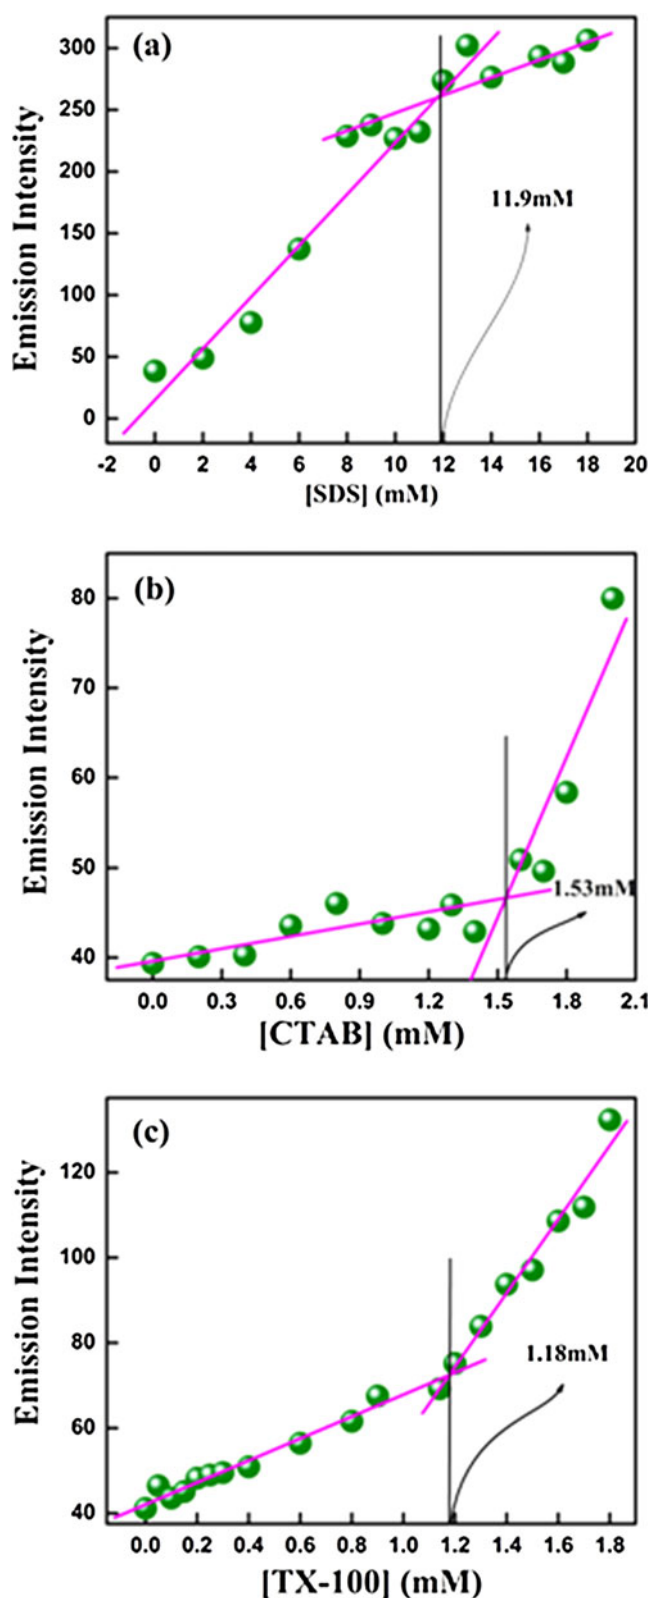 (a)
300
250
200
150
100
50
0
Emission Intensity
11.9mM
-2 0 2 4 6 8 10 12 14 16 18 20
[SDS] (mM)
(b)
80
70
60
50
40
Emission Intensity
1.53mM
0.0 0.3 0.6 0.9 1.2 1.5 1.8 2.1
[CTAB] (mM)
(c)
120
100
80
60
40
Emission Intensity
1.18mM
0.0 0.2 0.4 0.6 0.8 1.0 1.2 1.4 1.6 1.8
[TX-100] (mM)